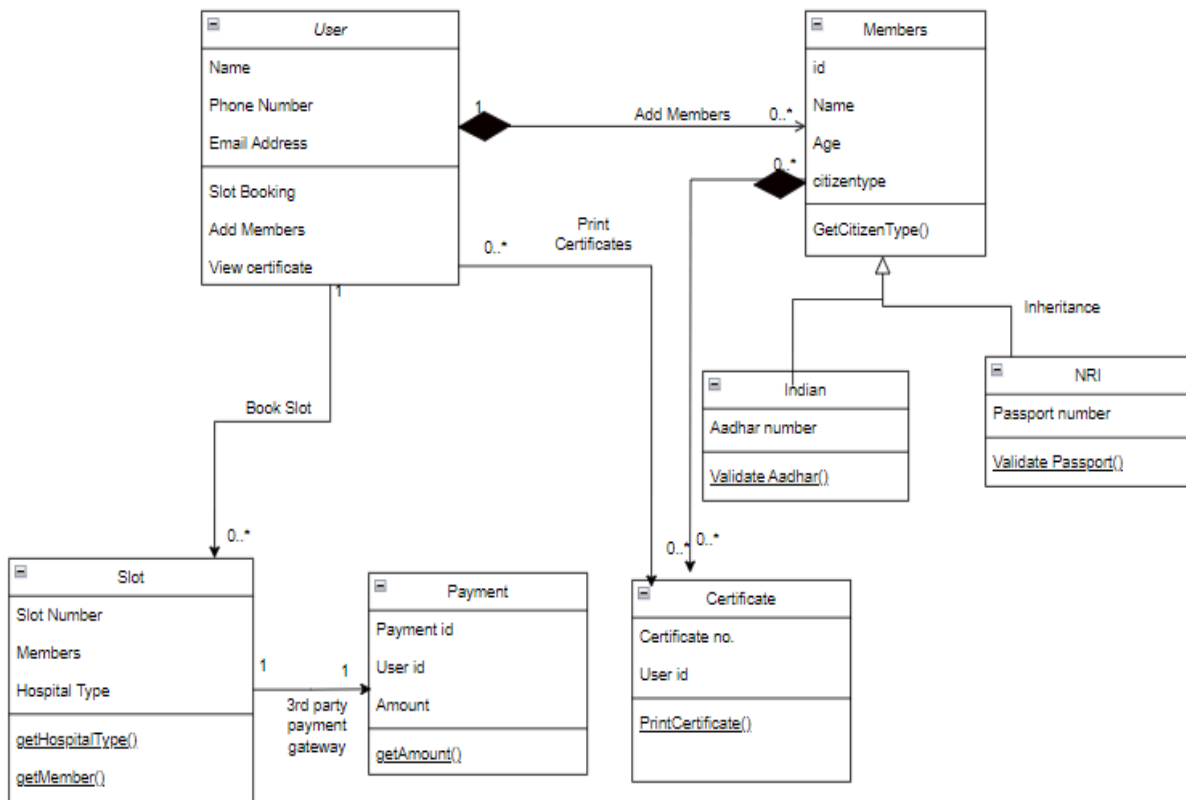 User
Name
Phone Number
Email Address
Slot Booking
Add Members
View certificate
1
Add Members
0..*
Members
id
Name
Age
citizentype
GetCitizenType()
0..*
Print
Certificates
0..*
1
Inheritance
Indian
Aadhar number
Validate Aadhar()
NRI
Passport number
Validate Passport()
Book Slot
0..*
0..*
0..*
Slot
Slot Number
Members
Hospital Type
getHospitalType()
getMember()
1
1
3rd party
payment
gateway
Payment
Payment id
User id
Amount
getAmount()
Certificate
Certificate no.
User id
PrintCertificate()